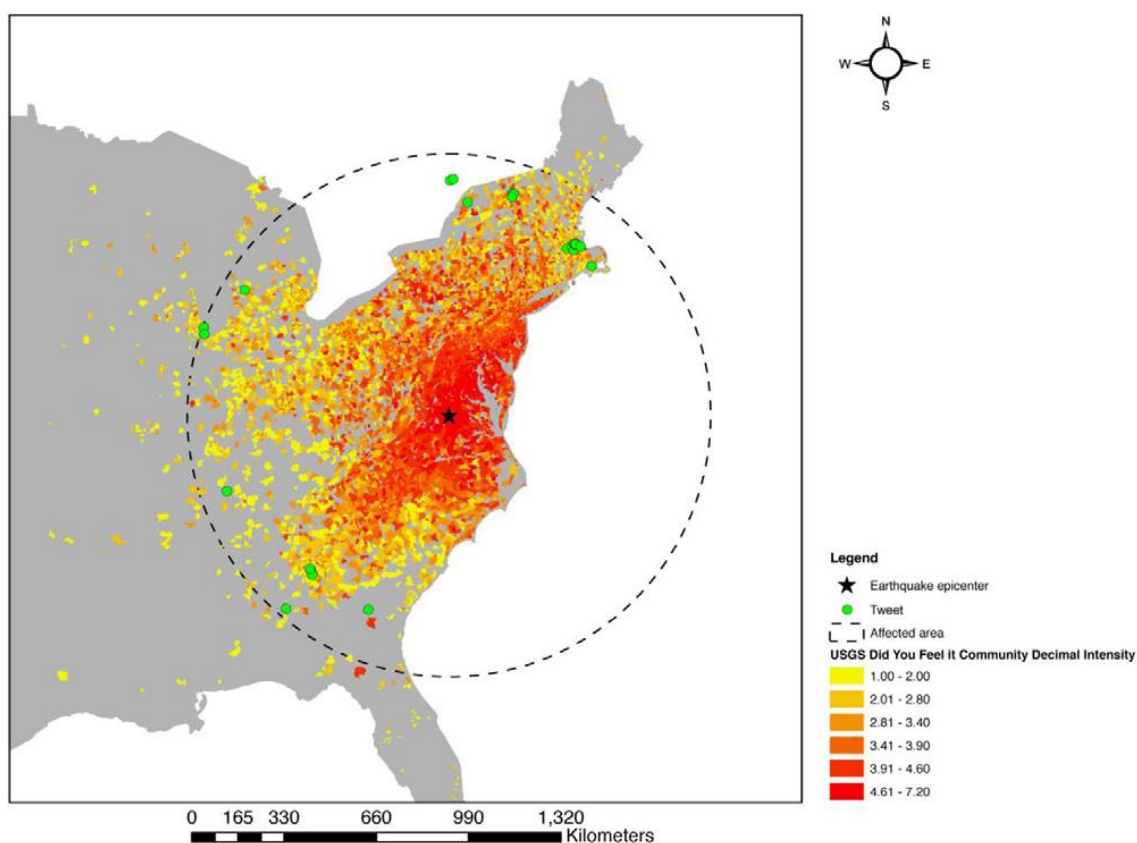 N
W E
S
Legend
Earthquake epicenter
Tweet
Affected area
USGS Did You Feel it Community Decimal Intensity
1.00 - 2.00
2.01 - 2.80
2.81 - 3.40
3.41 - 3.90
3.91 - 4.60
4.61 - 7.20
0 165 330 660 990 1,320
Kilometers